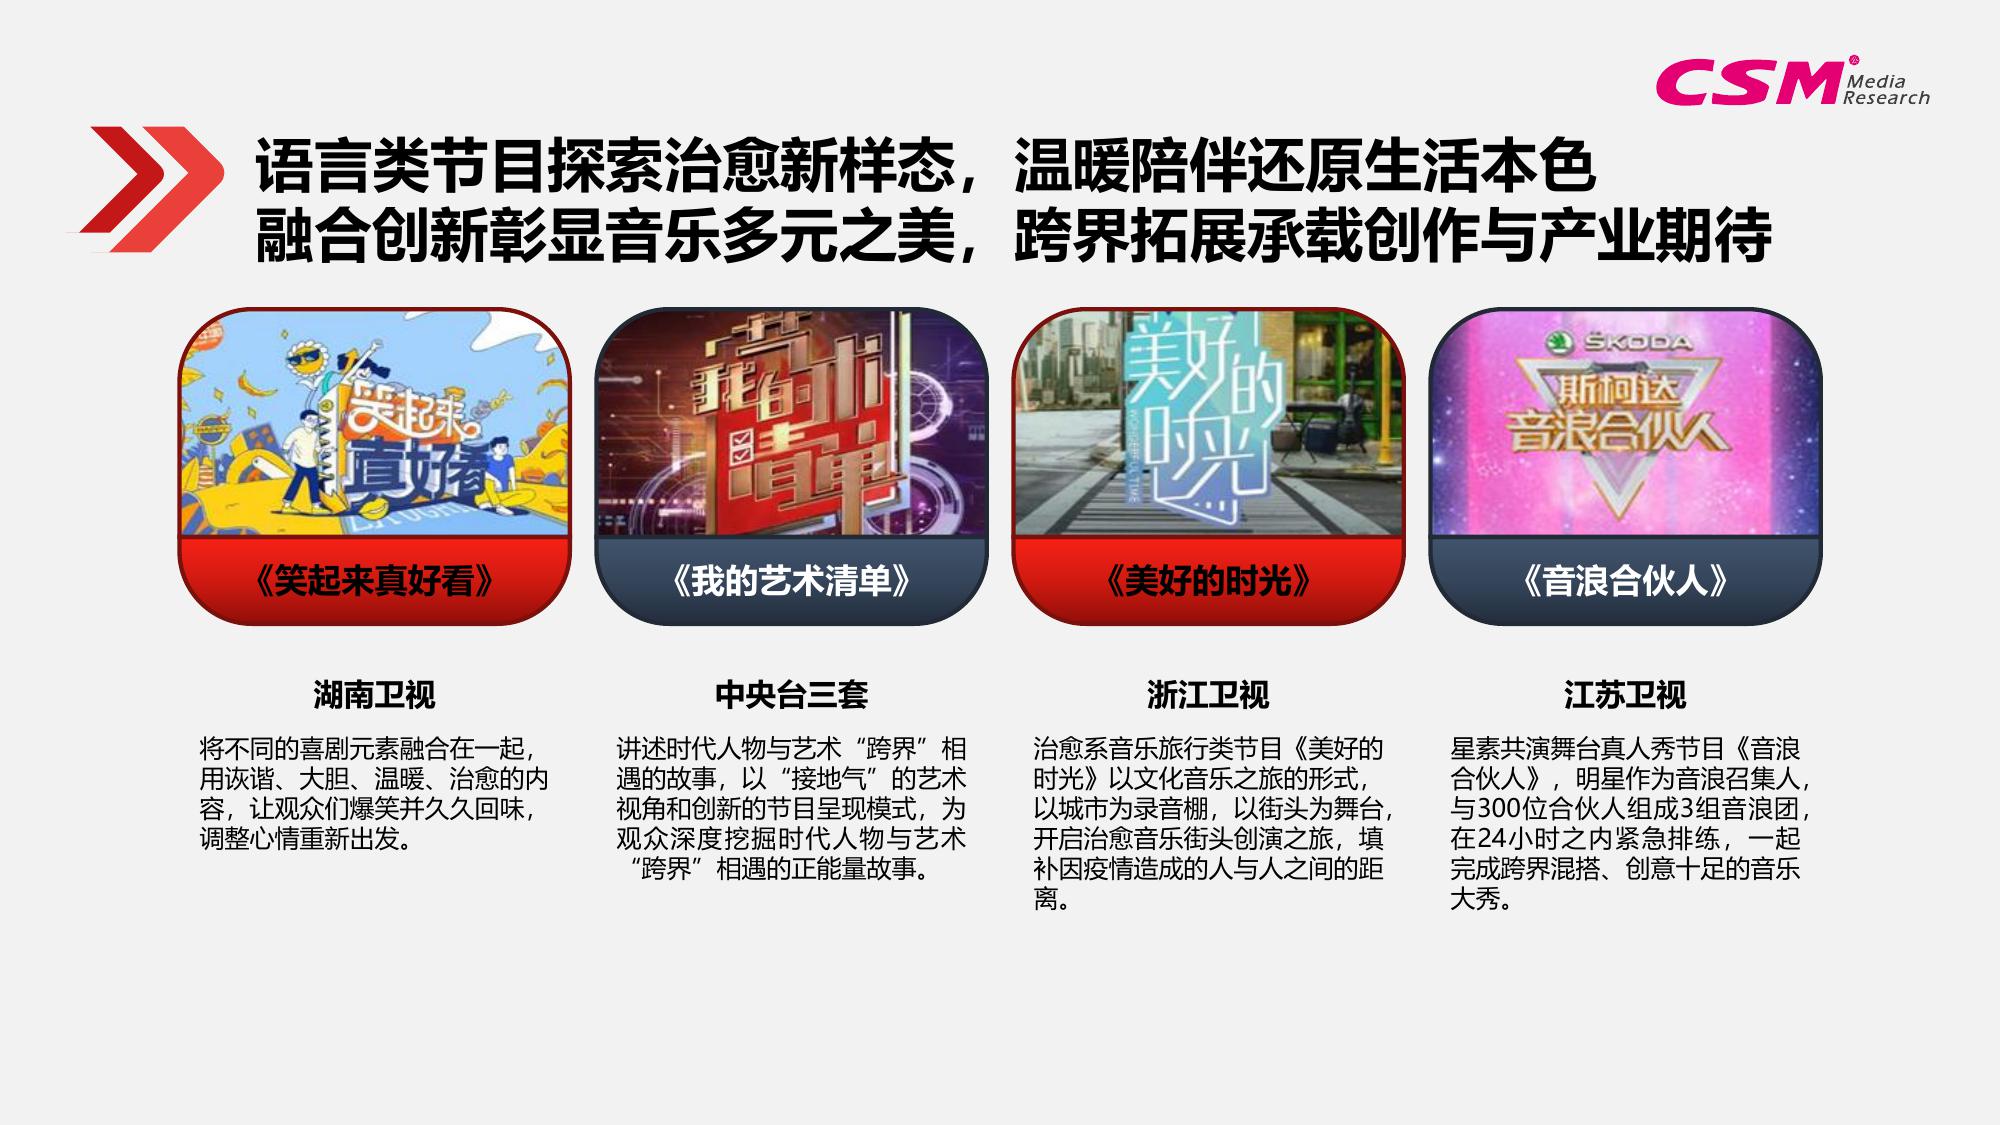 CSM Media
Research
语言类节目探索治愈新样态，温暖陪伴还原生活本色
融合创新彰显音乐多元之美，跨界拓展承载创作与产业期待
笑起来
真好看
我的艺术
清单
美好的
时光
ŠKODA
斯柯达
音浪合伙人
《笑起来真好看》
《我的艺术清单》
《美好的时光》
《音浪合伙人》
湖南卫视
将不同的喜剧元素融合在一起，
用诙谐、大胆、温暖、治愈的内
容，让观众们爆笑并久久回味，
调整心情重新出发。
中央台三套
讲述时代人物与艺术“跨界”相
遇的故事，以“接地气”的艺术
视角和创新的节目呈现模式，为
观众深度挖掘时代人物与艺术
“跨界”相遇的正能量故事。
浙江卫视
治愈系音乐旅行类节目《美好的
时光》以文化音乐之旅的形式，
以城市为录音棚，以街头为舞台，
开启治愈音乐街头创演之旅，填
补因疫情造成的人与人之间的距
离。
江苏卫视
星素共演舞台真人秀节目《音浪
合伙人》，明星作为音浪召集人，
与300位合伙人组成3组音浪团，
在24小时之内紧急排练，一起
完成跨界混搭、创意十足的音乐
大秀。